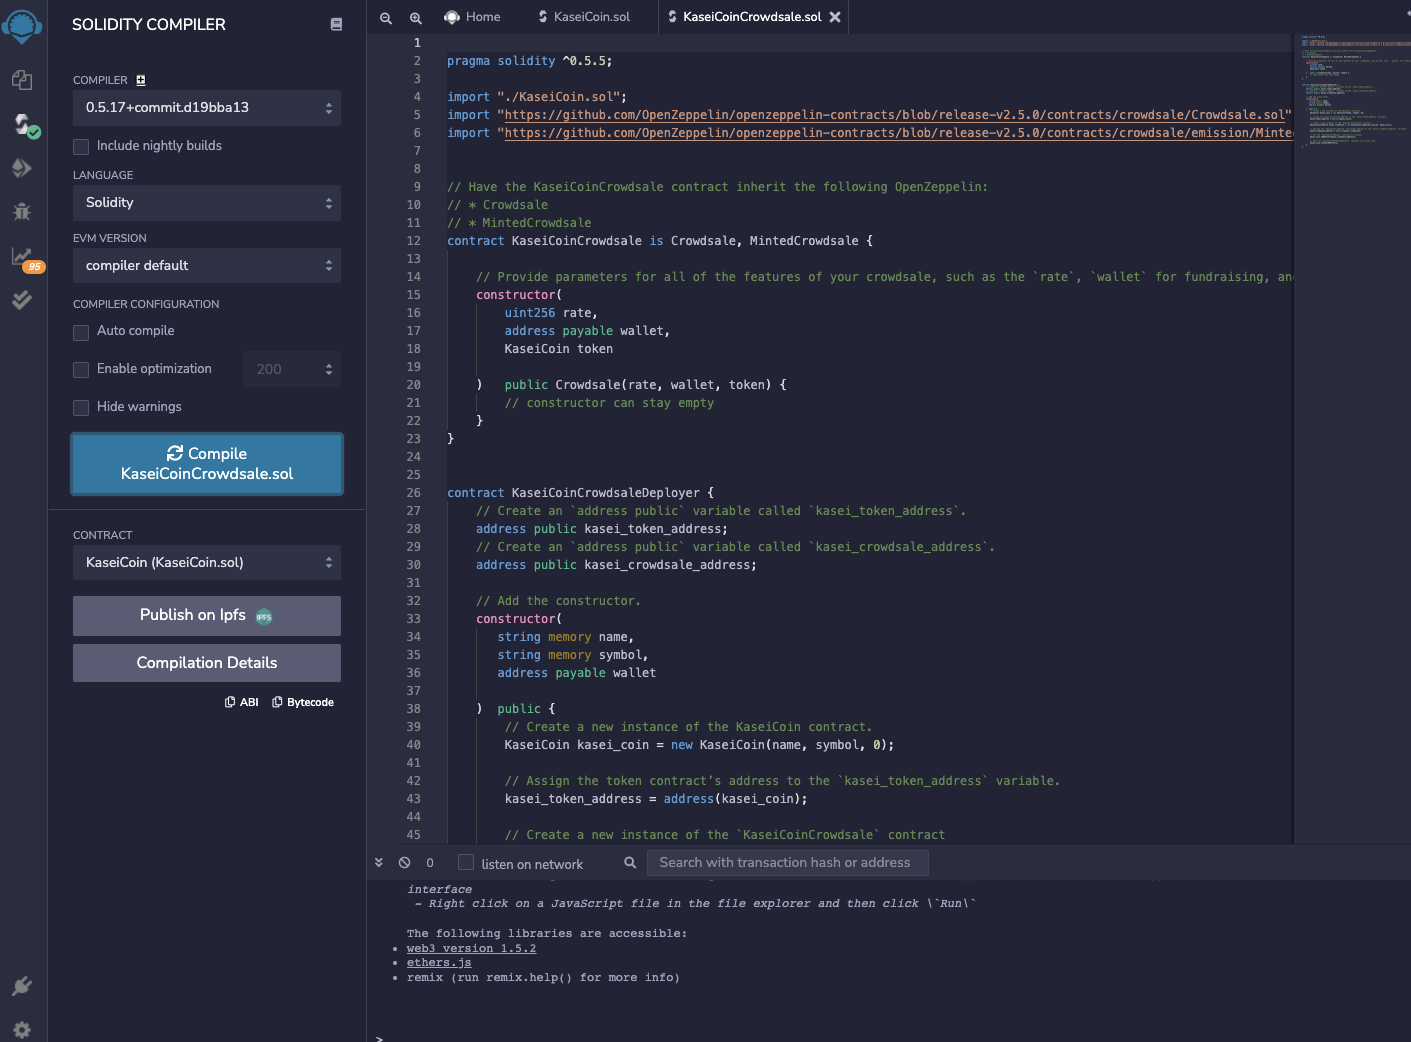 SOLIDITY COMPILER
COMPILER
0.5.17+commit.d19bba13
Include nightly builds
LANGUAGE
Solidity
EVM VERSION
compiler default
COMPILER CONFIGURATION
Auto compile
Enable optimization
200
Hide warnings
Compile
KaseiCoinCrowdsale.sol
CONTRACT
KaseiCoin (KaseiCoin.sol)
Publish on Ipfs IPFS
Compilation Details
ABI Bytecode
95
Home KaseiCoin.sol KaseiCoinCrowdsale.sol
1
2 pragma solidity ^0.5.5;
3
4 import "./KaseiCoin.sol";
5 import "https://github.com/OpenZeppelin/openzeppelin-contracts/blob/release-v2.5.0/contracts/crowdsale/Crowdsale.sol"
6 import "https://github.com/OpenZeppelin/openzeppelin-contracts/blob/release-v2.5.0/contracts/crowdsale/emission/Minte
7
8
9 // Have the KaseiCoinCrowdsale contract inherit the following OpenZeppelin:
10 // * Crowdsale
11 // * MintedCrowdsale
12 contract KaseiCoinCrowdsale is Crowdsale, MintedCrowdsale {
13
14 // Provide parameters for all of the features of your crowdsale, such as the `rate`, `wallet` for fundraising, an
15 constructor(
16 uint256 rate,
17 address payable wallet,
18 KaseiCoin token
19
20 ) public Crowdsale(rate, wallet, token) {
21 // constructor can stay empty
22 }
23 }
24
25
26 contract KaseiCoinCrowdsaleDeployer {
27 // Create an `address public` variable called `kasei_token_address`.
28 address public kasei_token_address;
29 // Create an `address public` variable called `kasei_crowdsale_address`.
30 address public kasei_crowdsale_address;
31
32 // Add the constructor.
33 constructor(
34 string memory name,
35 string memory symbol,
36 address payable wallet
37
38 ) public {
39 // Create a new instance of the KaseiCoin contract.
40 KaseiCoin kasei_coin = new KaseiCoin(name, symbol, 0);
41
42 // Assign the token contract’s address to the `kasei_token_address` variable.
43 kasei_token_address = address(kasei_coin);
44
45 // Create a new instance of the `KaseiCoinCrowdsale` contract
0 listen on network Search with transaction hash or address
interface
- Right click on a JavaScript file in the file explorer and then click \`Run\`
The following libraries are accessible:
• web3 version 1.5.2
• ethers.js
• remix (run remix.help() for more info)
>